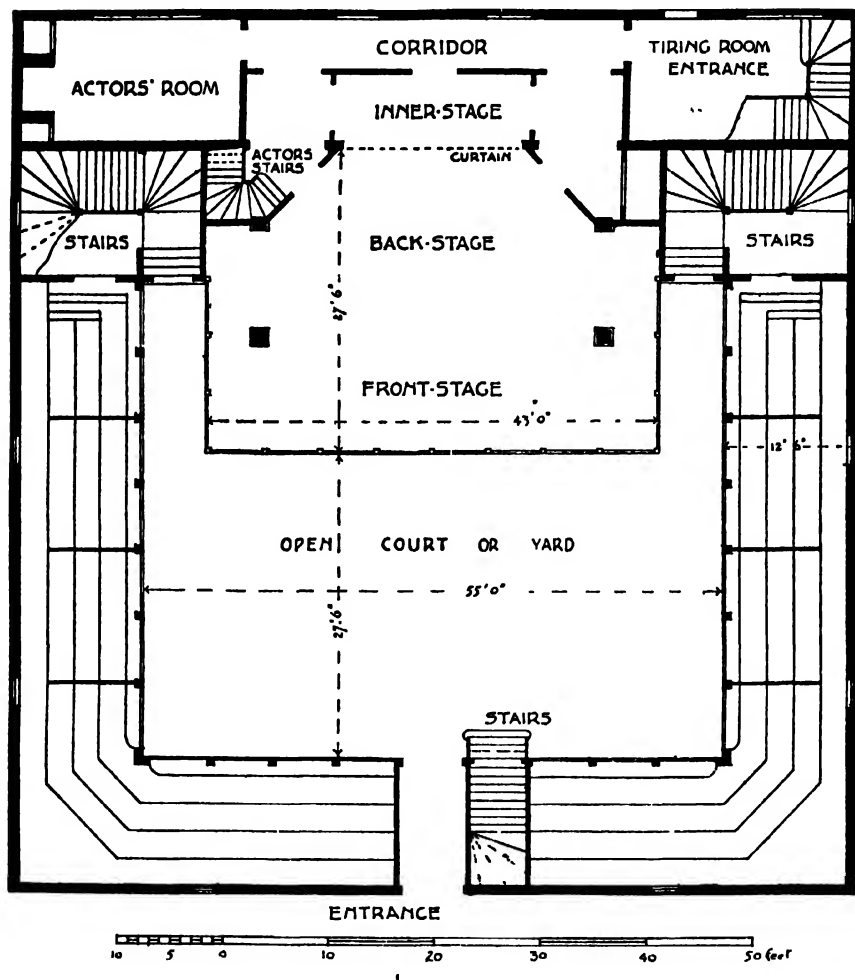 CORRIDOR
TIRING ROOM
ENTRANCE
ACTORS' ROOM
INNER-STAGE
ACTORS
STAIRS
CURTAIN
STAIRS
BACK-STAGE
STAIRS
27'6"
FRONT-STAGE
43'0"
12'6"
OPEN COURT OR YARD
55'0"
27'6"
STAIRS
ENTRANCE
10 5 0 10 20 30 40 50 feet